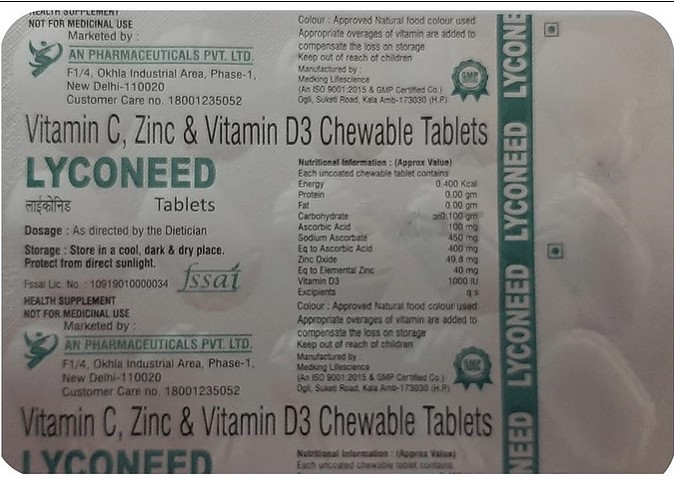 HEALTH SUPPLEMENT
NOT FOR MEDICINAL USE
Marketed by :
AN PHARMACEUTICALS PVT. LTD.
F1/4, Okhla Industrial Area, Phase-1,
New Delhi-110020
Customer Care no. 18001235052
Colour : Approved Natural food colour used
Appropriate overages of vitamin are added to
compensate the loss on storage
Keep out of reach of children
Manufactured by :
Medking Lifescience
(An ISO 9001:2015 & GMP Certified Co.)
Ogli, Suketi Road, Kala Amb-173030 (H.P.)
GMP
Vitamin C, Zinc & Vitamin D3 Chewable Tablets
LYCONEED
लाईकोनिड
Tablets
Dosage : As directed by the Dietician
Storage : Store in a cool, dark & dry place.
Protect from direct sunlight.
Fssai Lic. No. : 10919010000034
fssai
Nutritional Information : (Approx Value)
Each uncoated chewable tablet contains
Energy 0.400 Kcal
Protein 0.00 gm
Fat 0.00 gm
Carbohydrate 0.100 gm
Ascorbic Acid 100 mg
Sodium Ascorbate 450 mg
Eq to Ascorbic Acid 400 mg
Zinc Oxide 49.8 mg
Eq to Elemental Zinc 40 mg
Vitamin D3 1000 IU
Excipients q s
HEALTH SUPPLEMENT
NOT FOR MEDICINAL USE
Marketed by :
AN PHARMACEUTICALS PVT. LTD.
F1/4, Okhla Industrial Area, Phase-1,
New Delhi-110020
Customer Care no. 18001235052
Colour : Approved Natural food colour used
Appropriate overages of vitamin are added to
compensate the loss on storage
Keep out of reach of children
Manufactured by :
Medking Lifescience
(An ISO 9001:2015 & GMP Certified Co.)
Ogli, Suketi Road, Kala Amb-173030 (H.P.)
GMP
Vitamin C, Zinc & Vitamin D3 Chewable Tablets
LYCONEED
Nutritional Information : (Approx Value)
Each uncoated chewable tablet contains
LYCONE
LYCONEED
LYCONEED
NEED